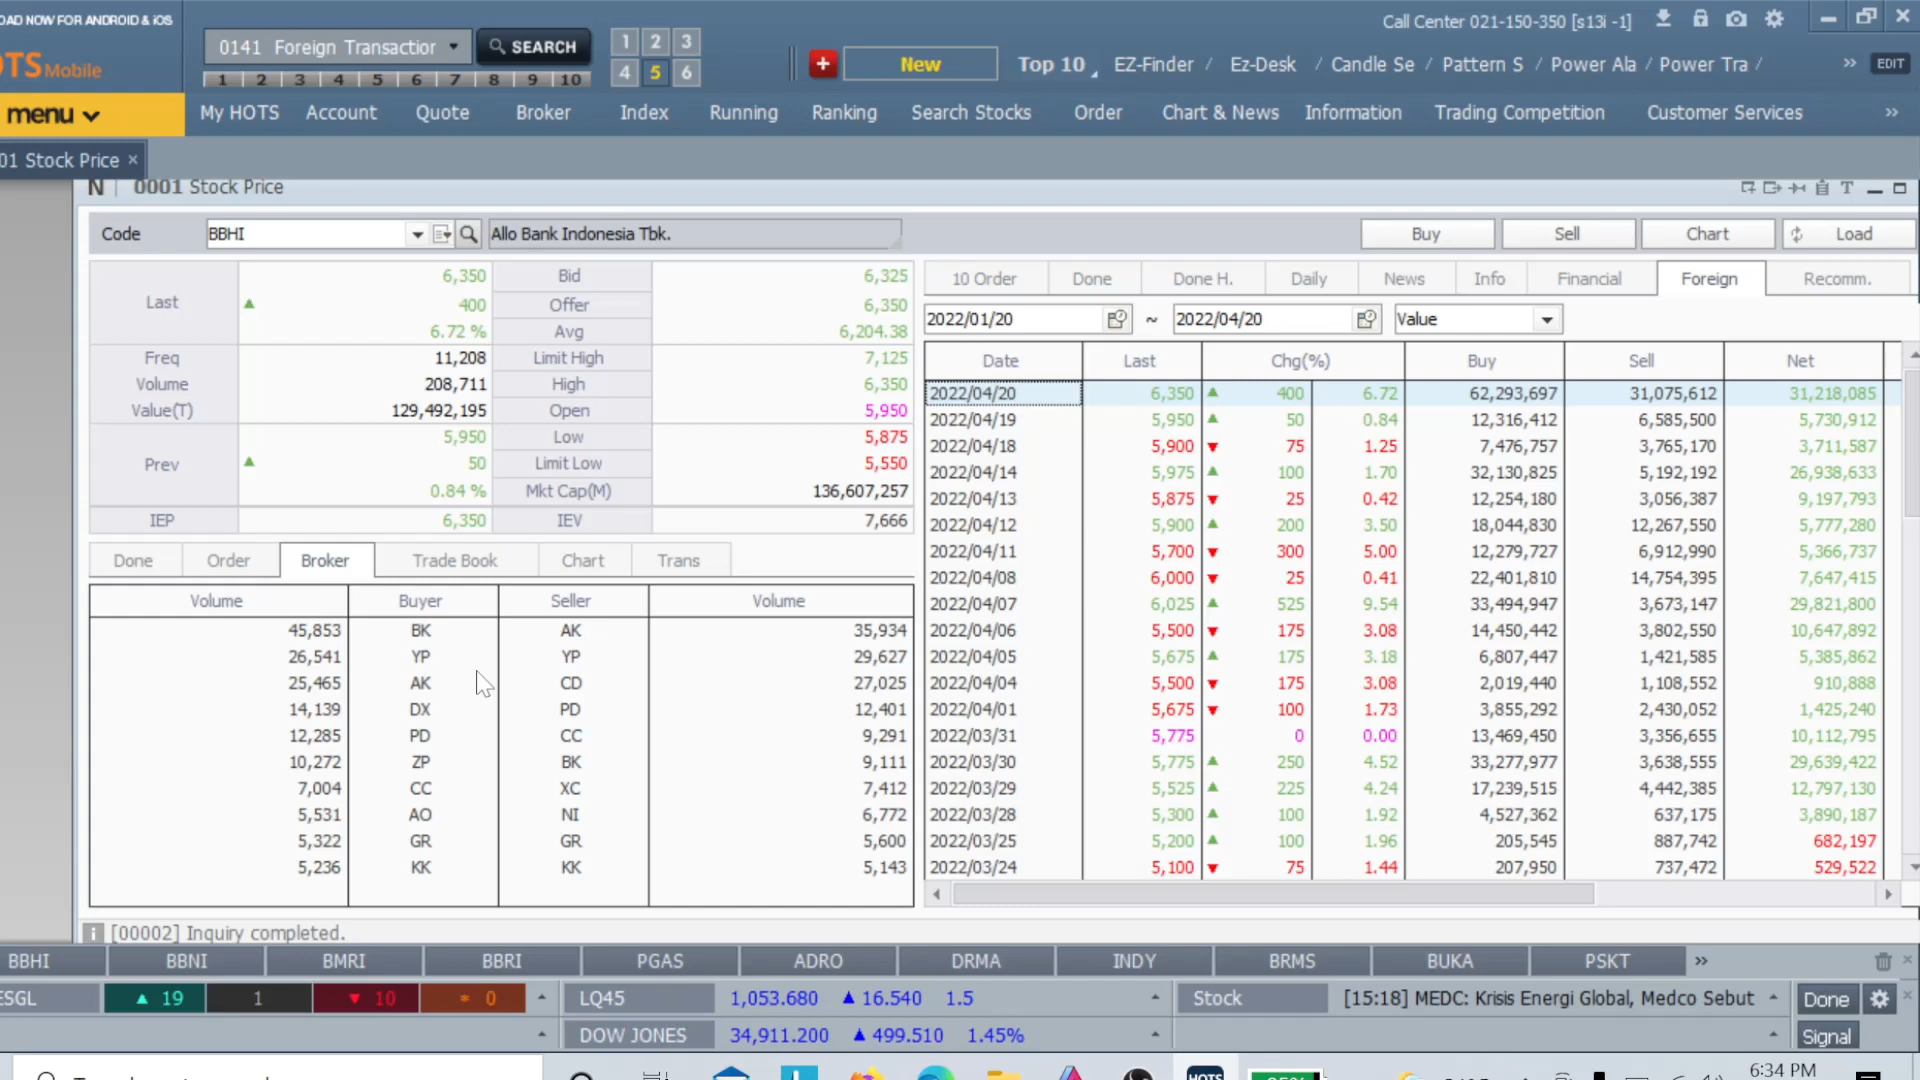 OAD NOW FOR ANDROID & iOS
OTS Mobile
menu
0141 Foreign Transaction
SEARCH
1 2 3 4 5 6 7 8 9 10
1 2 3
4 5 6
Call Center 021-150-350 [s13i -1]
New
Top 10 EZ-Finder / Ez-Desk / Candle Se / Pattern S / Power Ala / Power Tra / » EDIT
My HOTS Account Quote Broker Index Running Ranking Search Stocks Order Chart & News Information Trading Competition Customer Services »
01 Stock Price ×
N | 0001 Stock Price
Code BBHI Allo Bank Indonesia Tbk. Buy Sell Chart Load
Last 6,350 Bid 6,325
▲ 400 Offer 6,350
6.72 % Avg 6,204.38
Freq 11,208 Limit High 7,125
Volume 208,711 High 6,350
Value(T) 129,492,195 Open 5,950
Prev 5,950 Low 5,875
▲ 50 Limit Low 5,550
0.84 % Mkt Cap(M) 136,607,257
IEP 6,350 IEV 7,666
Done Order Broker Trade Book Chart Trans
Volume Buyer Seller Volume
45,853 BK AK 35,934
26,541 YP YP 29,627
25,465 AK CD 27,025
14,139 DX PD 12,401
12,285 PD CC 9,291
10,272 ZP BK 9,111
7,004 CC XC 7,412
5,531 AO NI 6,772
5,322 GR GR 5,600
5,236 KK KK 5,143
10 Order Done Done H. Daily News Info Financial Foreign Recomm.
2022/01/20 ~ 2022/04/20 Value
Date Last Chg(%) Buy Sell Net
2022/04/20 6,350 ▲ 400 6.72 62,293,697 31,075,612 31,218,085
2022/04/19 5,950 ▲ 50 0.84 12,316,412 6,585,500 5,730,912
2022/04/18 5,900 ▼ 75 1.25 7,476,757 3,765,170 3,711,587
2022/04/14 5,975 ▲ 100 1.70 32,130,825 5,192,192 26,938,633
2022/04/13 5,875 ▼ 25 0.42 12,254,180 3,056,387 9,197,793
2022/04/12 5,900 ▲ 200 3.50 18,044,830 12,267,550 5,777,280
2022/04/11 5,700 ▼ 300 5.00 12,279,727 6,912,990 5,366,737
2022/04/08 6,000 ▼ 25 0.41 22,401,810 14,754,395 7,647,415
2022/04/07 6,025 ▲ 525 9.54 33,494,947 3,673,147 29,821,800
2022/04/06 5,500 ▼ 175 3.08 14,450,442 3,802,550 10,647,892
2022/04/05 5,675 ▲ 175 3.18 6,807,447 1,421,585 5,385,862
2022/04/04 5,500 ▼ 175 3.08 2,019,440 1,108,552 910,888
2022/04/01 5,675 ▼ 100 1.73 3,855,292 2,430,052 1,425,240
2022/03/31 5,775 0 0.00 13,469,450 3,356,655 10,112,795
2022/03/30 5,775 ▲ 250 4.52 33,277,977 3,638,555 29,639,422
2022/03/29 5,525 ▲ 225 4.24 17,239,515 4,442,385 12,797,130
2022/03/28 5,300 ▲ 100 1.92 4,527,362 637,175 3,890,187
2022/03/25 5,200 ▲ 100 1.96 205,545 887,742 682,197
2022/03/24 5,100 ▼ 75 1.44 207,950 737,472 529,522
[00002] Inquiry completed.
BBHI BBNI BMRI BBRI PGAS ADRO DRMA INDY BRMS BUKA PSKT »
ESGL ▲ 19 1 ▼ 10 * 0 LQ45 1,053.680 ▲ 16.540 1.5 Stock [15:18] MEDC: Krisis Energi Global, Medco Sebut Done
DOW JONES 34,911.200 ▲ 499.510 1.45% Signal
HOTS
6:34 PM